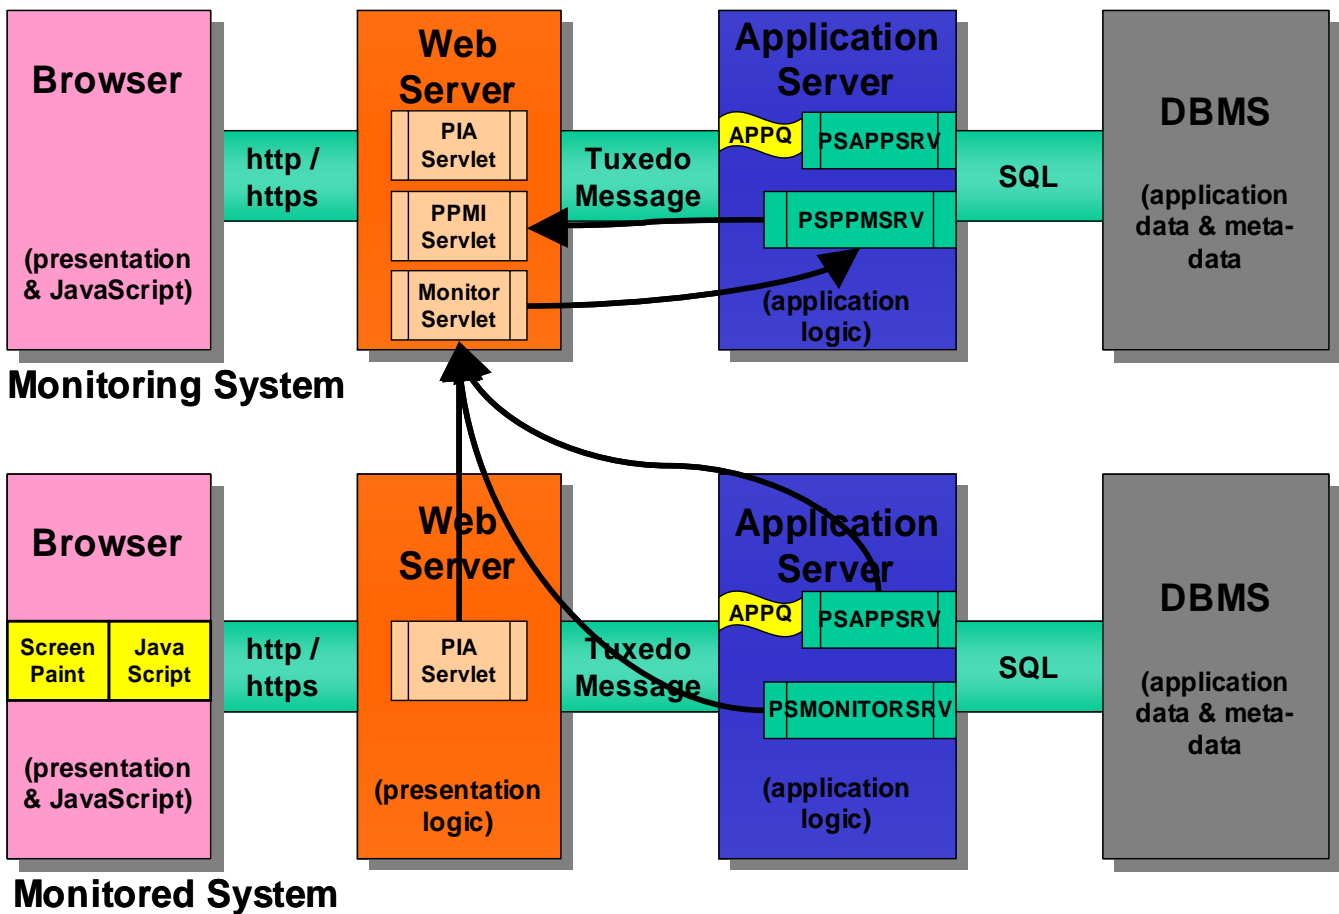 Browser
(presentation
& JavaScript)
http /
https
Web
Server
PIA
Servlet
PPMI
Servlet
Monitor
Servlet
Tuxedo
Message
Application
Server
APPQ
PSAPPSRV
PSPPMSRV
(application
logic)
SQL
DBMS
(application
data & meta-
data
Monitoring System
Browser
Screen
Paint
Java
Script
(presentation
& JavaScript)
http /
https
Web
Server
PIA
Servlet
(presentation
logic)
Tuxedo
Message
Application
Server
APPQ
PSAPPSRV
PSMONITORSRV
(application
logic)
SQL
DBMS
(application
data & meta-
data
Monitored System